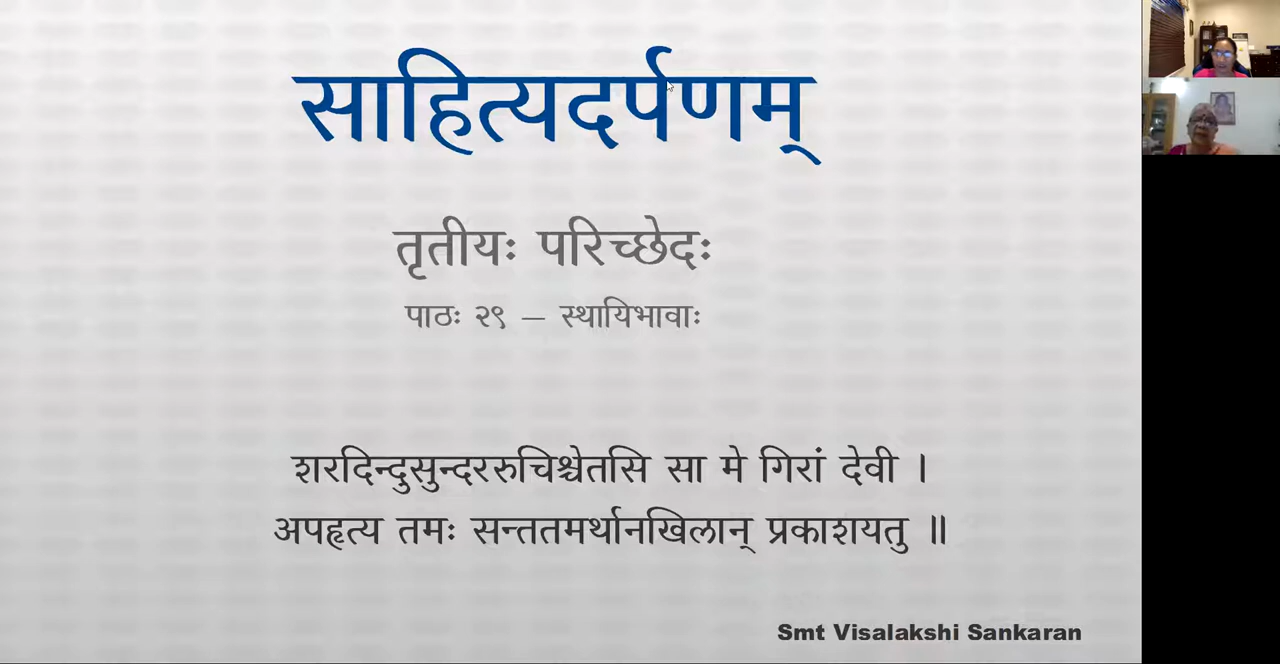 साहित्यदर्पणम्
तृतीयः परिच्छेदः
पाठः २९ – स्थायिभावाः
शरदिन्दुसुन्दररुचिश्चेतसि सा मे गिरां देवी ।
अपहृत्य तमः सन्ततमर्थानखिलान् प्रकाशयतु ॥
Smt Visalakshi Sankaran